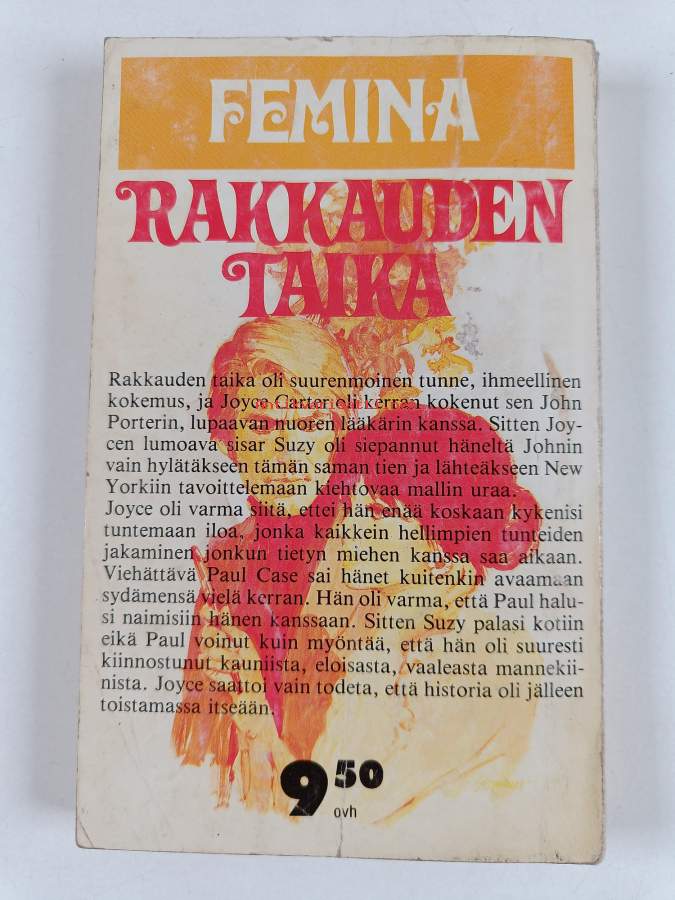 FEMINA
RAKKAUDEN
TAIKA
Rakkauden taika oli suurenmoinen tunne, ihmeellinen
kokemus, ja Joyce Carter oli kerran kokenut sen John
Porterin, lupaavan nuoren lääkärin kanssa. Sitten Joy-
cen lumoava sisar Suzy oli siepannut häneltä Johnin
vain hylätäkseen tämän saman tien ja lähteäkseen New
Yorkiin tavoittelemaan kiehtovaa mallin uraa.
Joyce oli varma siitä, ettei hän enää koskaan kykenisi
tuntemaan iloa, jonka kaikkein hellimpien tunteiden
jakaminen jonkun tietyn miehen kanssa saa aikaan.
Viehättävä Paul Case sai hänet kuitenkin avaamaan
sydämensä vielä kerran. Hän oli varma, että Paul halu-
si naimisiin hänen kanssaan. Sitten Suzy palasi kotiin
eikä Paul voinut kuin myöntää, että hän oli suuresti
kiinnostunut kauniista, eloisasta, vaaleasta mannekii-
nista. Joyce saattoi vain todeta, että historia oli jälleen
toistamassa itseään.
9 50
ovh